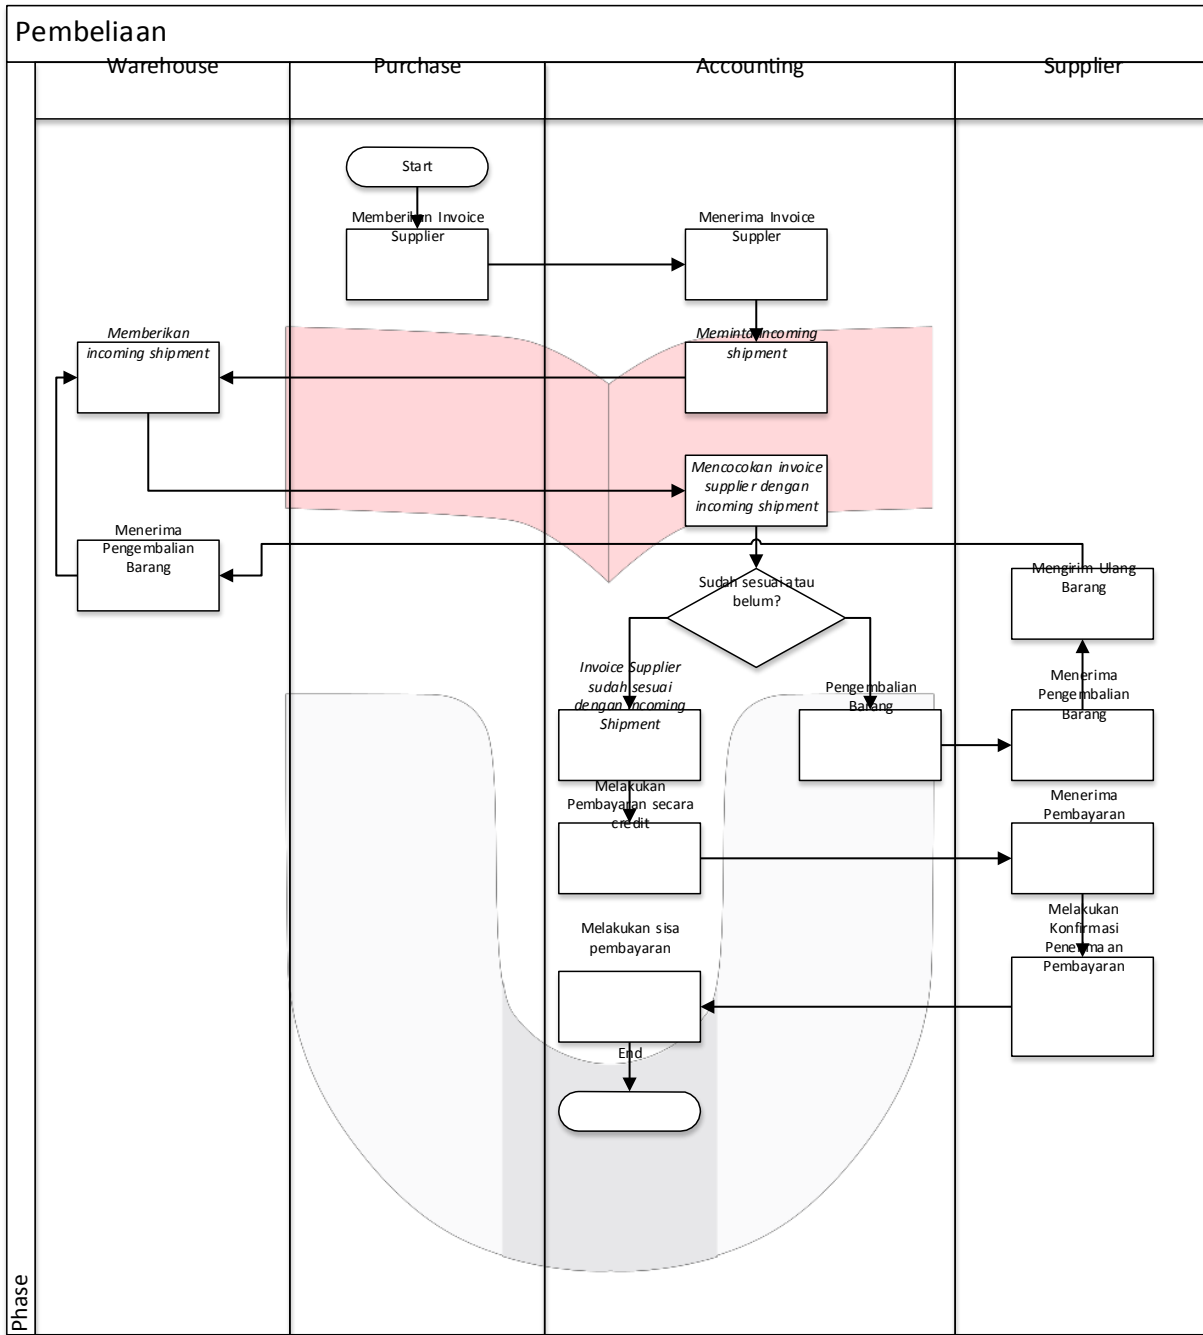 Pembeliaan
Warehouse
Purchase
Accounting
Supplier
Start
Memberikan Invoice
Supplier
Menerima Invoice
Suppler
Memberikan
incoming shipment
Meminta incoming
shipment
Mencocokan invoice
supplier dengan
incoming shipment
Menerima
Pengembalian
Barang
Sudah sesuai atau
belum?
Mengirim Ulang
Barang
Invoice Supplier
sudah sesuai
dengan Incoming
Shipment
Pengembalian
Barang
Menerima
Pengembalian
Barang
Melakukan
Pembayaran secara
credit
Menerima
Pembayaran
Melakukan sisa
pembayaran
Melakukan
Konfirmasi
Penerimaan
Pembayaran
End
Phase